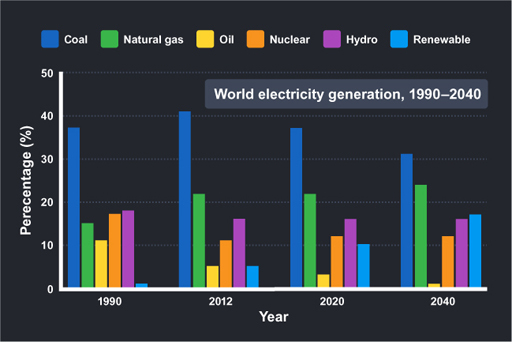 Coal Natural gas Oil Nuclear Hydro Renewable
World electricity generation, 1990–2040
Perecentage (%)
50
40
30
20
10
0
1990 2012 2020 2040
Year